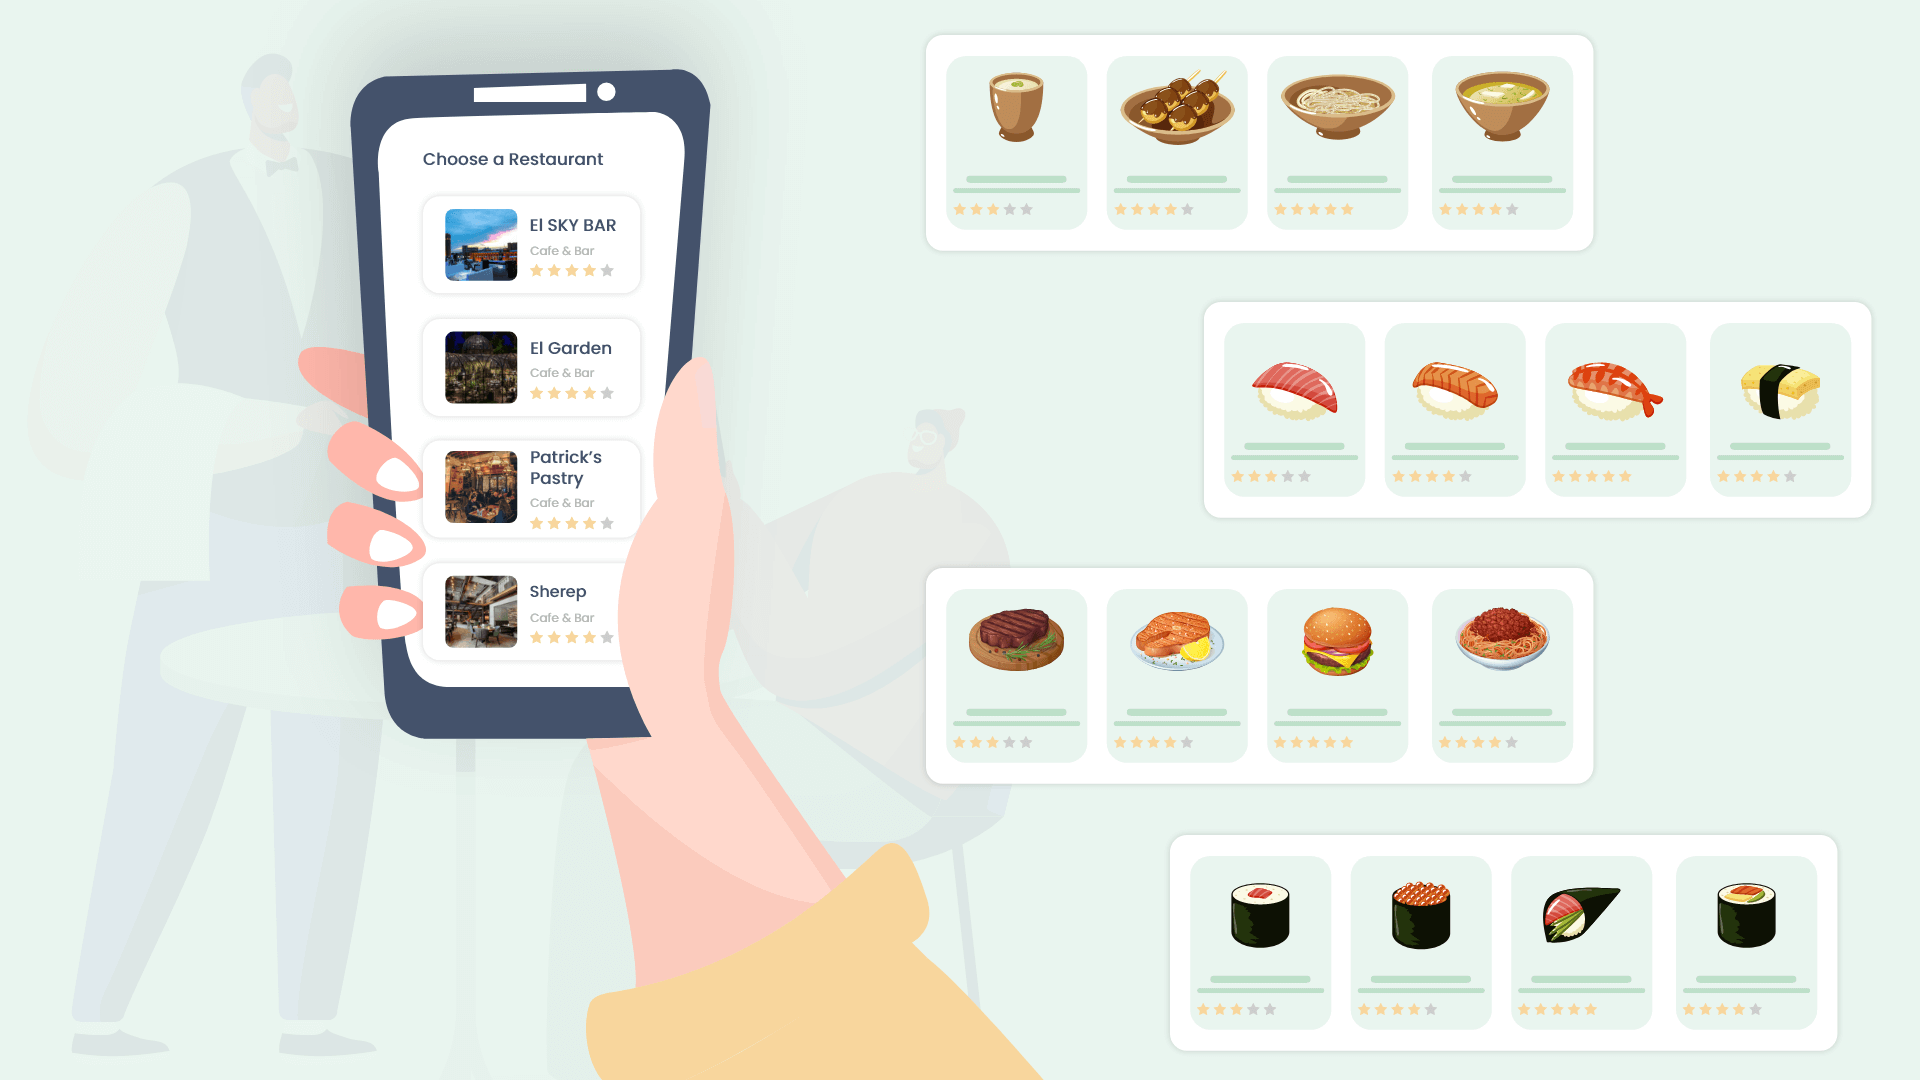 Choose a Restaurant
El SKY BAR
Cafe & Bar
El Garden
Cafe & Bar
Patrick’s
Pastry
Cafe & Bar
Sherep
Cafe & Bar